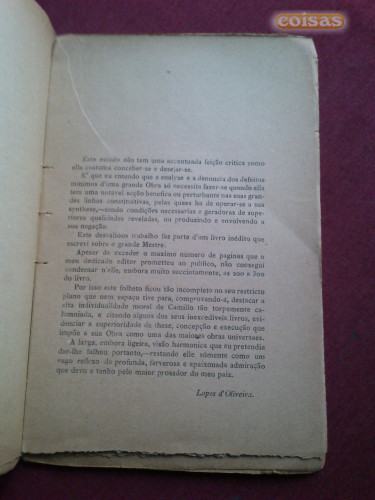 coisas
Este estudo não tem uma accentuada feição critica como
ella costuma conceber-se e desejar-se.
E' que eu entendo que a analyse e a denuncia dos defeitos
minimos d'uma grande Obra só necessita fazer-se quando ella
tem uma notavel acção benefica ou perturbante nas suas gran-
des linhas constitutivas, pelas quaes ha de operar-se a sua
synthese,—sendo condições necessarias e geradoras de supe-
riores qualidades reveladas, ou produzindo e envolvendo a
sua negação.
Este desvalioso trabalho faz parte d'um livro inédito que
escrevi sobre o grande Mestre.
Apesar de exceder o maximo numero de paginas que o
meu dedicado editor prometteu ao publico, não consegui
condensar n'elle, embora muito succintamente, as 200 a 300
do livro.
Por isso este folheto ficou tão incompleto no seu restricto
plano que nem espaço tive para, comprovando-a, destacar a
alta individualidade moral de Camillo tão torpemente ca-
lumniada, e citando alguns dos seus inexcediveis livros, evi-
denciar a superioridade de these, concepção e execução que
impõe a sua Obra como uma das maiores obras universaes.
A larga, embora ligeira, visão harmonica que eu pretendia
dar-lhe falhou portanto,—restando elle sómente como um
vago reflexo da profunda, fervorosa e apaixonada admiração
que devo e tenho pelo maior prosador do meu paiz.
Lopes d'Oliveira.